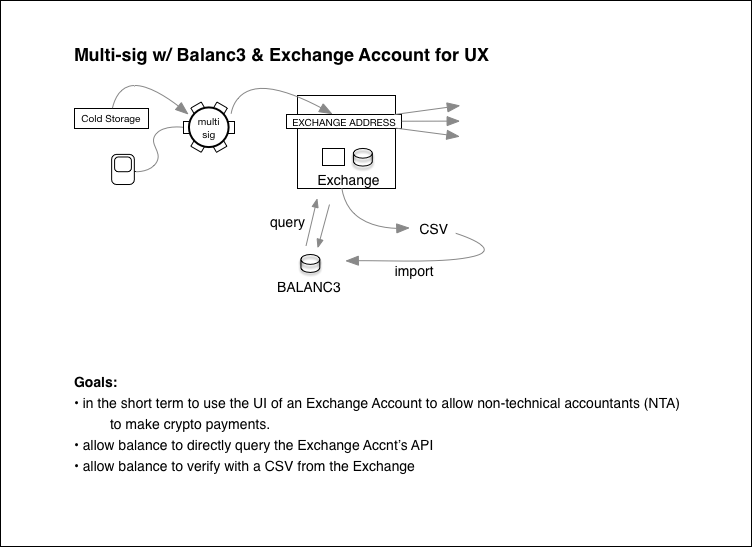 Multi-sig w/ Balanc3 & Exchange Account for UX
Cold Storage
multi
sig
EXCHANGE ADDRESS
Exchange
query
CSV
import
BALANC3
Goals:
• in the short term to use the UI of an Exchange Account to allow non-technical accountants (NTA)
to make crypto payments.
• allow balance to directly query the Exchange Accnt's API
• allow balance to verify with a CSV from the Exchange